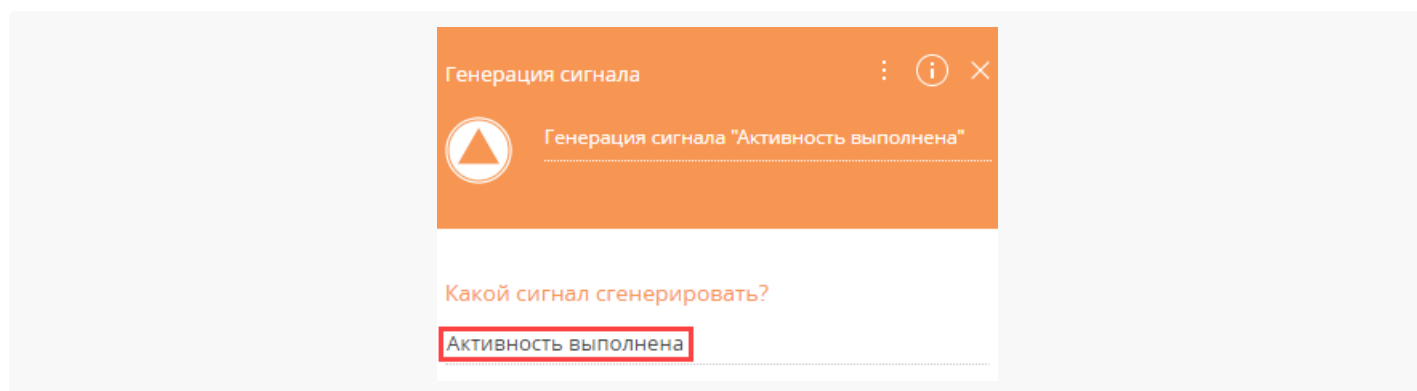 Генерация сигнала
Генерация сигнала "Активность выполнена"
Какой сигнал сгенерировать?
Активность выполнена